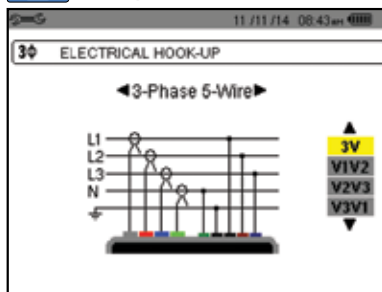 11/11/14 08:43am
3φ ELECTRICAL HOOK-UP
◄3-Phase 5-Wire►
L1
L2
L3
N
3V
V1V2
V2V3
V3V1